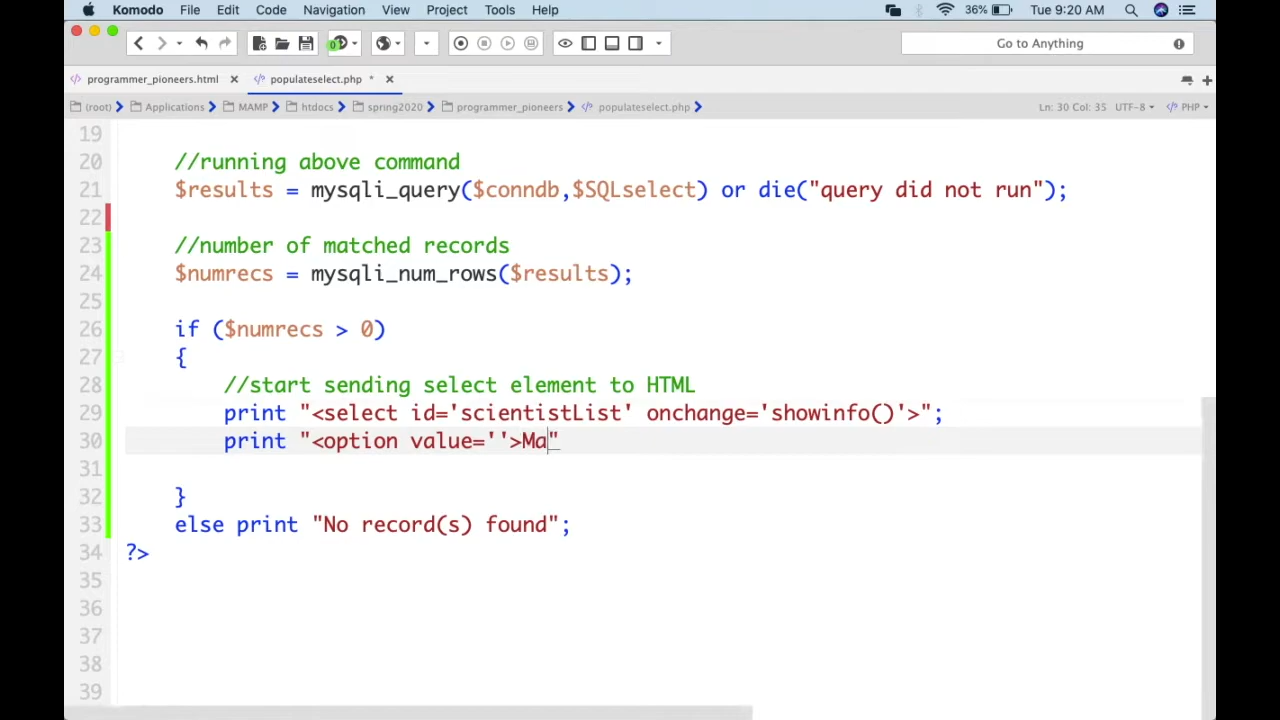 Komodo File Edit Code Navigation View Project Tools Help 36% Tue 9:20 AM
Go to Anything
programmer_pioneers.html populateselect.php *
(root) Applications MAMP htdocs spring2020 programmer_pioneers populateselect.php Ln: 30 Col: 35 UTF-8 PHP
19
20 //running above command
21 $results = mysqli_query($conndb,$SQLselect) or die("query did not run");
22
23 //number of matched records
24 $numrecs = mysqli_num_rows($results);
25
26 if ($numrecs > 0)
27 {
28 //start sending select element to HTML
29 print "<select id='scientistList' onchange='showinfo()'>";
30 print "<option value=''>Ma"
31
32 }
33 else print "No record(s) found";
34 ?>
35
36
37
38
39